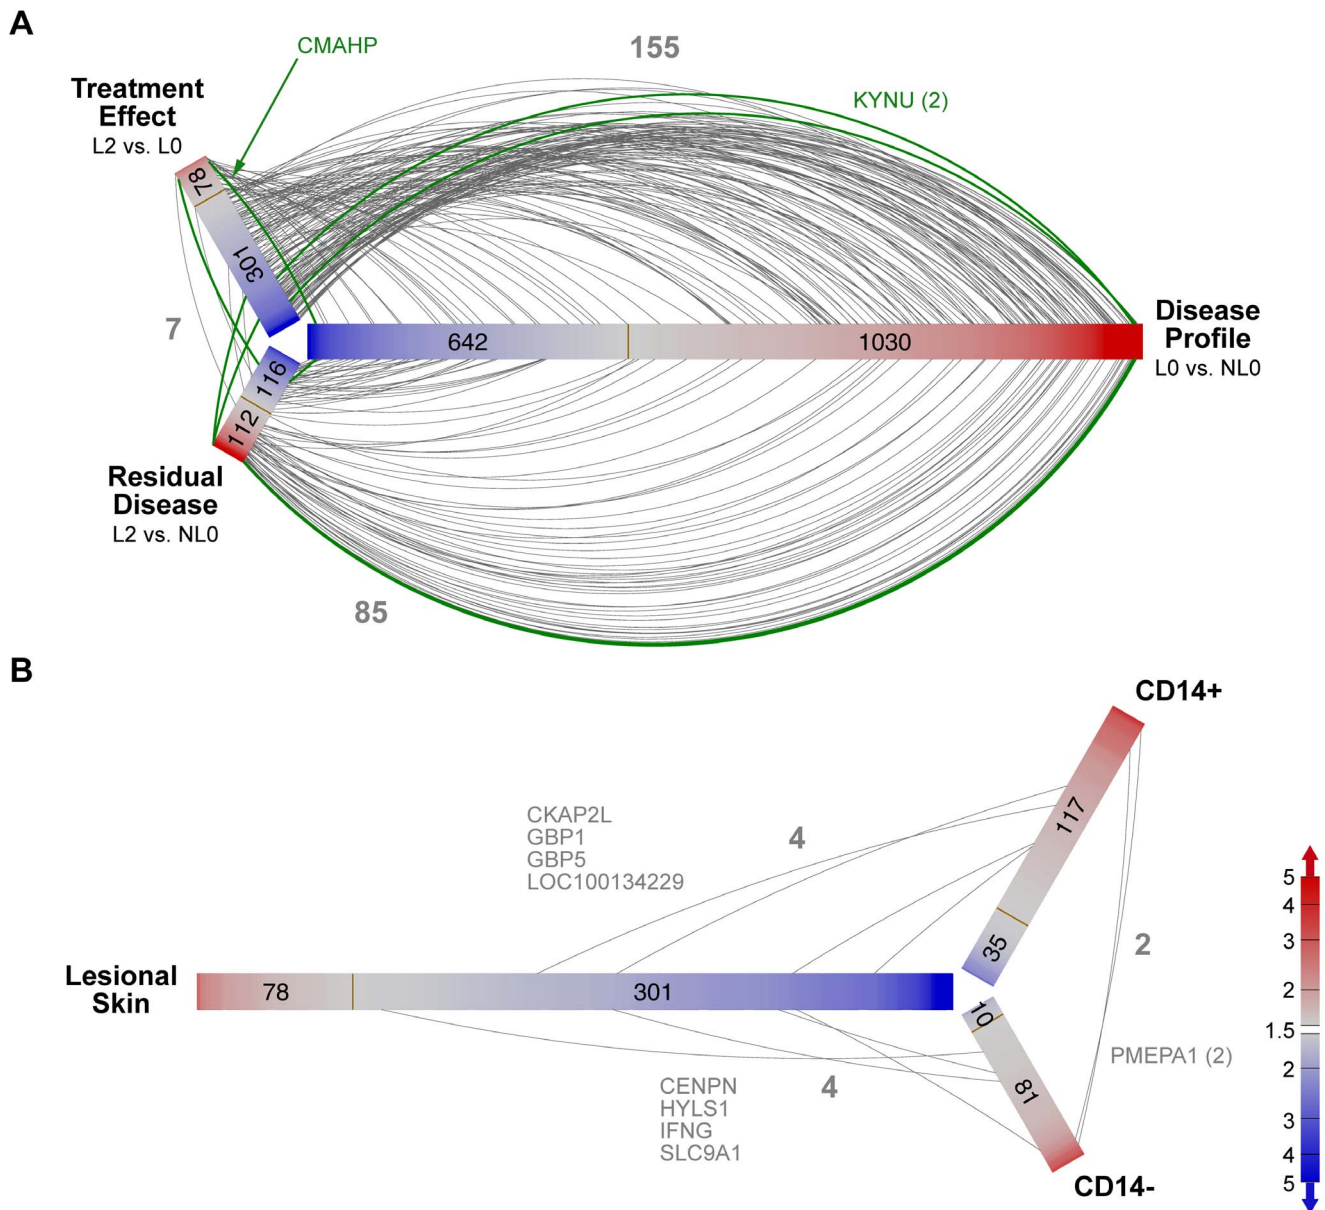 A
CMAHP
155
Treatment
Effect
L2 vs. L0
KYNU (2)
78
301
7
642
1030
Disease
Profile
L0 vs. NL0
116
112
Residual
Disease
L2 vs. NL0
85
B
CD14+
117
CKAP2L
GBP1
GBP5
LOC100134229
4
35
2
Lesional
Skin
78
301
10
81
PMEPA1 (2)
CENPN
HYLS1
IFNG
SLC9A1
4
CD14-
5
4
3
2
1.5
2
3
4
5